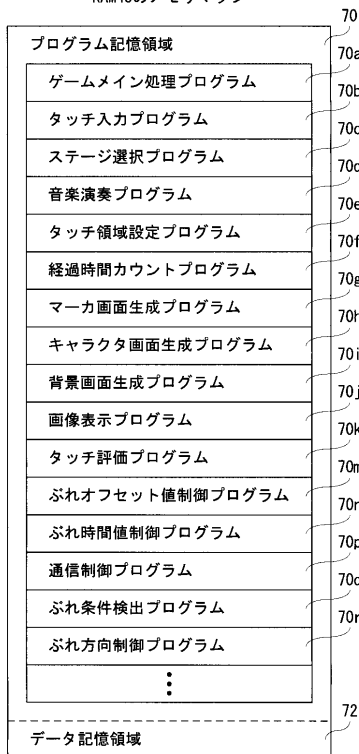 70
プログラム記憶領域
70a
ゲームメイン処理プログラム
70b
タッチ入力プログラム
70c
ステージ選択プログラム
70d
音楽演奏プログラム
70e
タッチ領域設定プログラム
70f
経過時間カウントプログラム
70g
マーカ画面生成プログラム
70h
キャラクタ画面生成プログラム
70i
背景画面生成プログラム
70j
画像表示プログラム
70k
タッチ評価プログラム
70m
ぶれオフセット値制御プログラム
70n
ぶれ時間値制御プログラム
70p
通信制御プログラム
70q
ぶれ条件検出プログラム
70r
ぶれ方向制御プログラム
72
データ記憶領域